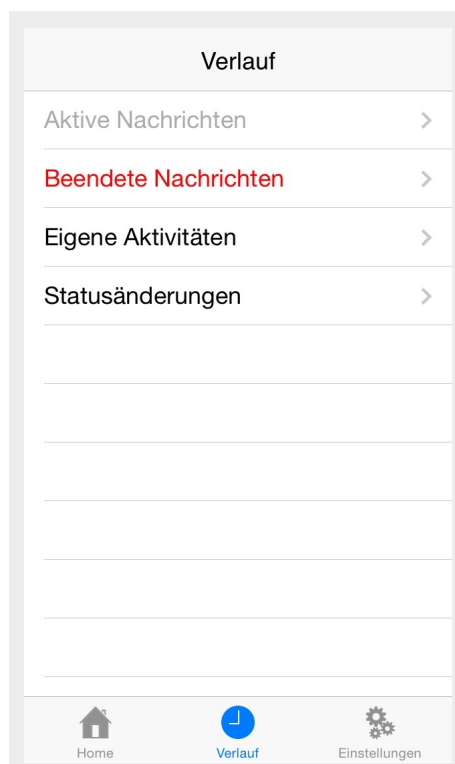 Verlauf
Aktive Nachrichten
Beendete Nachrichten
Eigene Aktivitäten
Statusänderungen
Home
Verlauf
Einstellungen